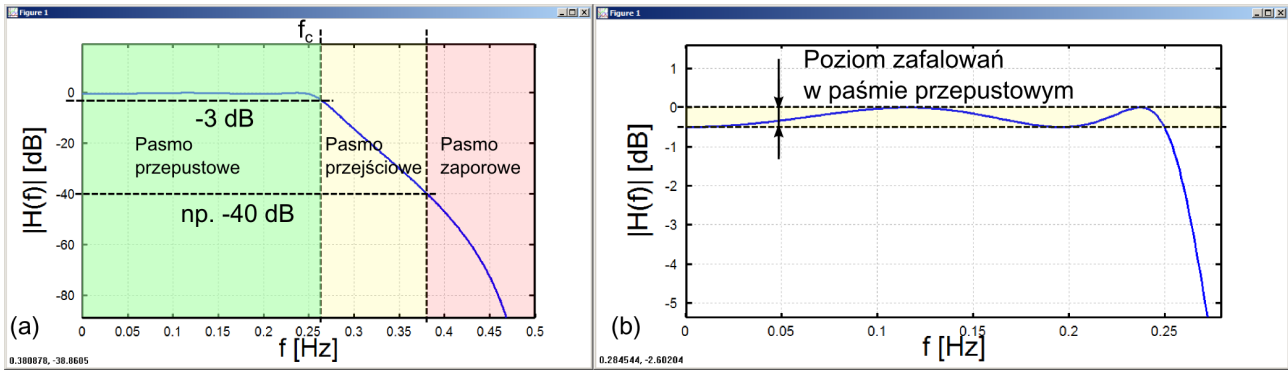 Figure 1
f_c
0
-20
-40
-60
-80
|H(f)| [dB]
-3 dB
Pasmo
przepustowe
Pasmo
przejściowe
Pasmo
zaporowe
np. -40 dB
0 0.05 0.1 0.15 0.2 0.25 0.3 0.35 0.4 0.45 0.5
(a)
f [Hz]
0.380878, -38.8605
Figure 1
Poziom zafalowań
w paśmie przepustowym
1
0
-1
-2
-3
-4
-5
|H(f)| [dB]
0 0.05 0.1 0.15 0.2 0.25
(b)
f [Hz]
0.284544, -2.60204